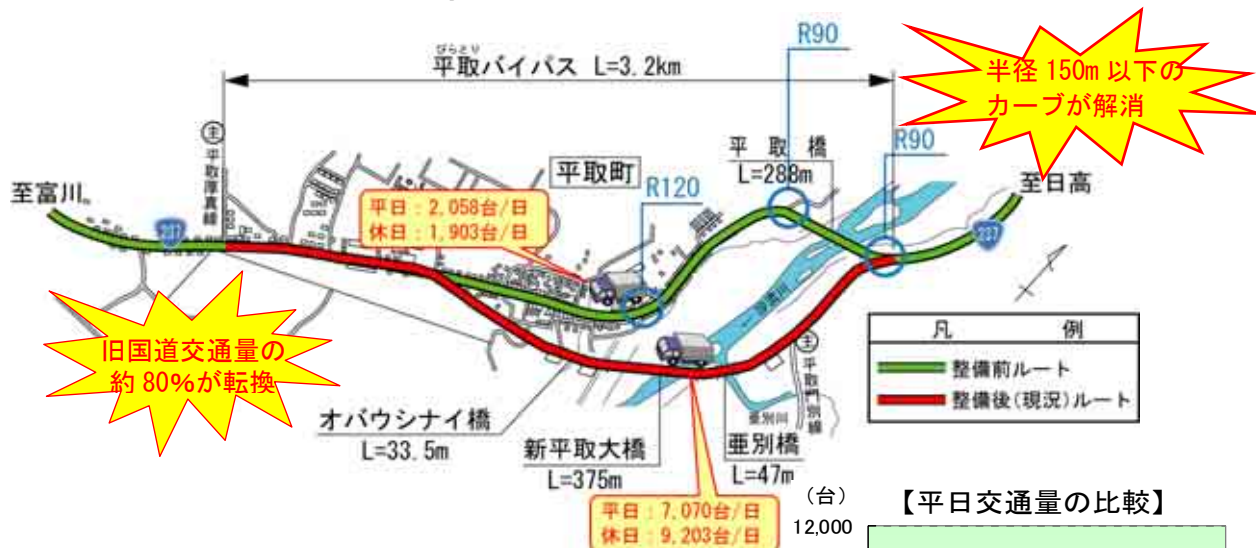 びらとり
平取バイパス L=3.2km
R90
半径150m以下の
カーブが解消
R90
平取橋
L=288m
至日高
237
主
平取厚真線
至富川
237
平取町
R120
平日:2,058台/日
休日:1,903台/日
旧国道交通量の
約80%が転換
主
平取門別線
亜別川
凡例
整備前ルート
整備後(現況)ルート
オバウシナイ橋
L=33.5m
新平取大橋
L=375m
亜別橋
L=47m
平日:7,070台/日
休日:9,203台/日
(台)
【平日交通量の比較】
12,000